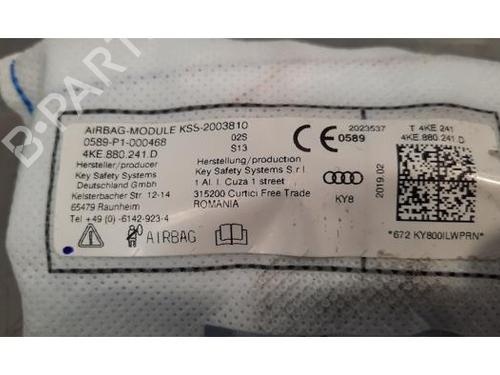 B-PARTS
AIRBAG-MODULE KSS-2003810
02S
0589-P1-000468
S13
4KE.880.241.D
Hersteller/producer
Key Safety Systems
Deutschland GmbH
Kelsterbacher Str. 12-14
65479 Raunheim
Tel +49 (0) -6142-923-4
Herstellung/production
Key Safety Systems S.r.l
1 Al. I. Cuza 1 street
315200 Curtici Free Trade
ROMANIA
CE 0589
KY8
2023537
2019.02
T 4KE 241
4KE.880.241 D
*672 KY800ILWPRN*
AIRBAG